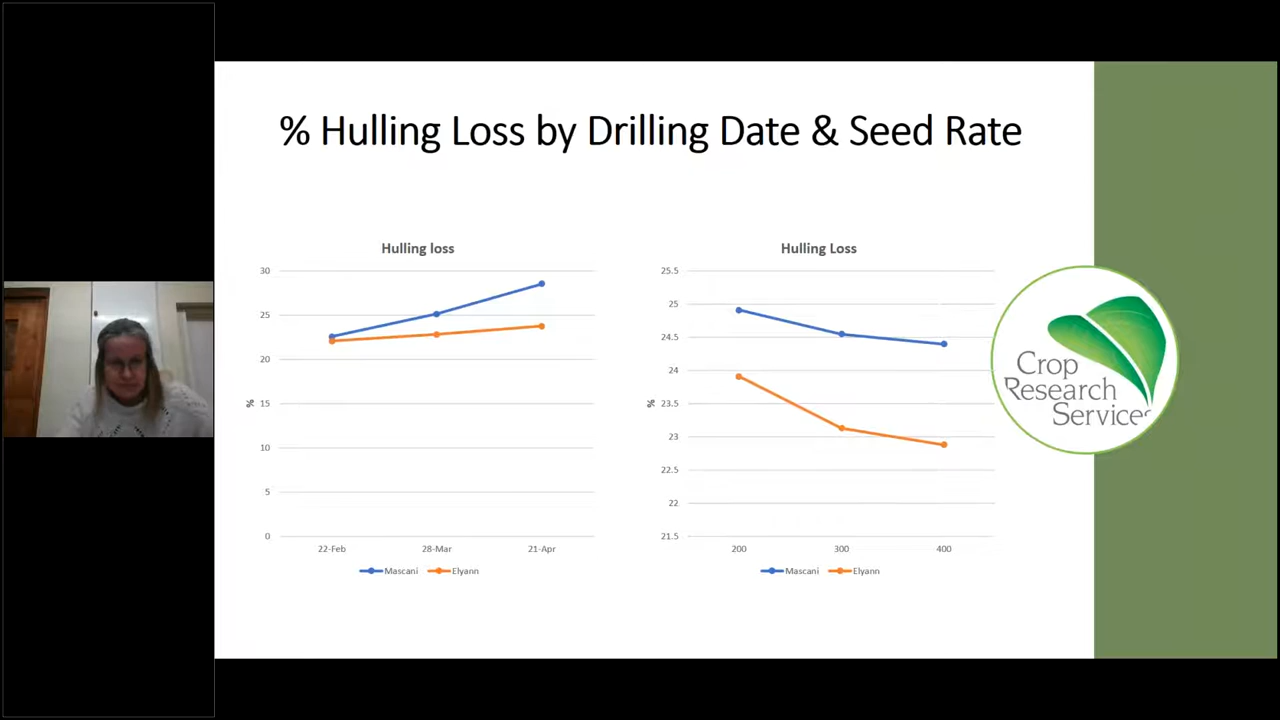 % Hulling Loss by Drilling Date & Seed Rate
Hulling loss
30
25
20
15
10
5
0
%
22-Feb 28-Mar 21-Apr
Mascani Elyann
Hulling Loss
25.5
25
24.5
24
23.5
23
22.5
22
21.5
%
200 300 400
Mascani Elyann
Crop
Research
Services